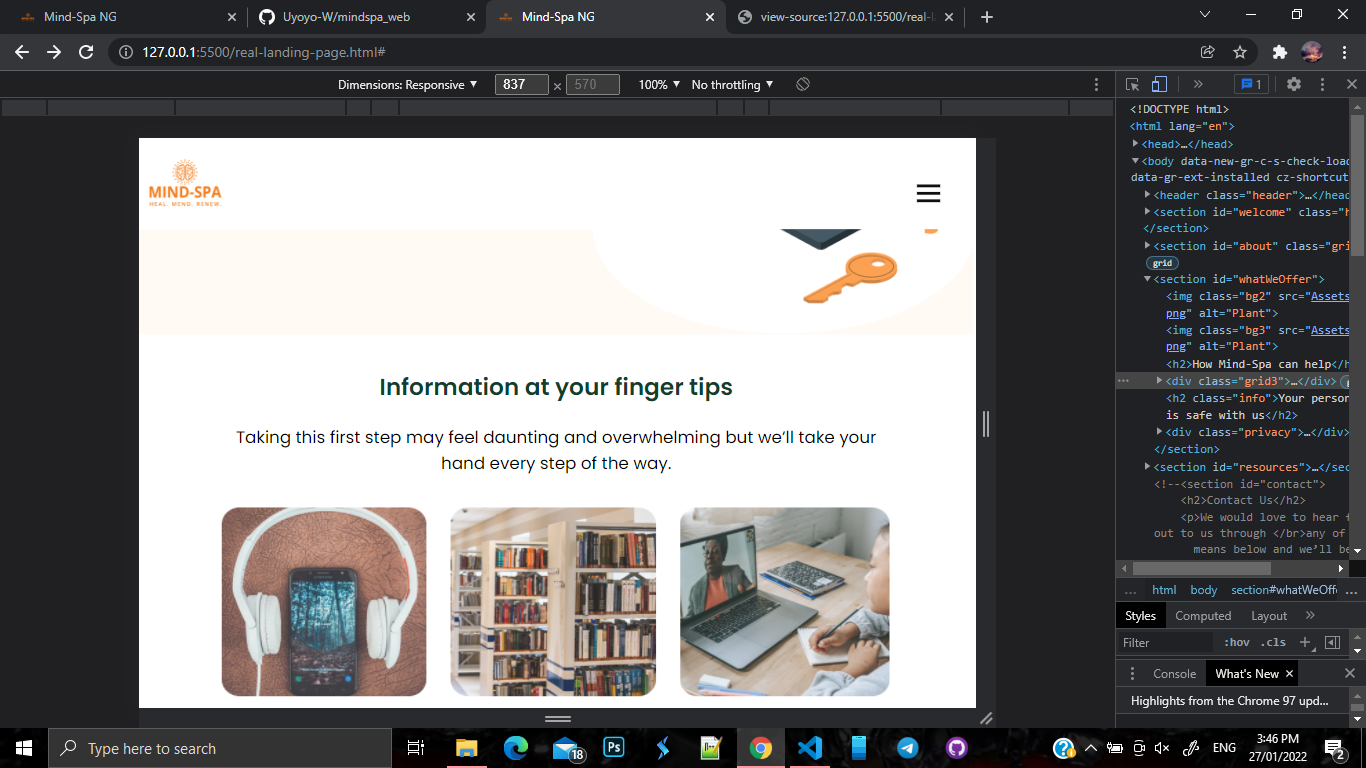 Mind-Spa NG
Uyoyo-W/mindspa_web
Mind-Spa NG
view-source:127.0.0.1:5500/real-l
127.0.0.1:5500/real-landing-page.html#
Dimensions: Responsive
837
×
570
100%
No throttling
1
MIND-SPA
HEAL. MEND. RENEW.
Information at your finger tips
Taking this first step may feel daunting and overwhelming but we’ll take your
hand every step of the way.
<!DOCTYPE html>
<html lang="en">
<head>…</head>
<body data-new-gr-c-s-check-load
data-gr-ext-installed cz-shortcut
<header class="header">…</head
<section id="welcome" class="h
</section>
<section id="about" class="gri
grid
<section id="whatWeOffer">
<img class="bg2" src="Assets
png" alt="Plant">
<img class="bg3" src="Assets
png" alt="Plant">
<h2>How Mind-Spa can help</h
… <div class="grid3">…</div> g
<h2 class="info">Your person
is safe with us</h2>
<div class="privacy">…</div>
</section>
<section id="resources">…</sec
<!--<section id="contact">
<h2>Contact Us</h2>
<p>We would love to hear f
out to us through </br>any of
means below and we’ll be
… html body section#whatWeOffe …
Styles Computed Layout »
Filter :hov .cls +
Console What's New ×
Highlights from the Chrome 97 upd...
Type here to search
18
Ps
ENG
3:46 PM
27/01/2022
2